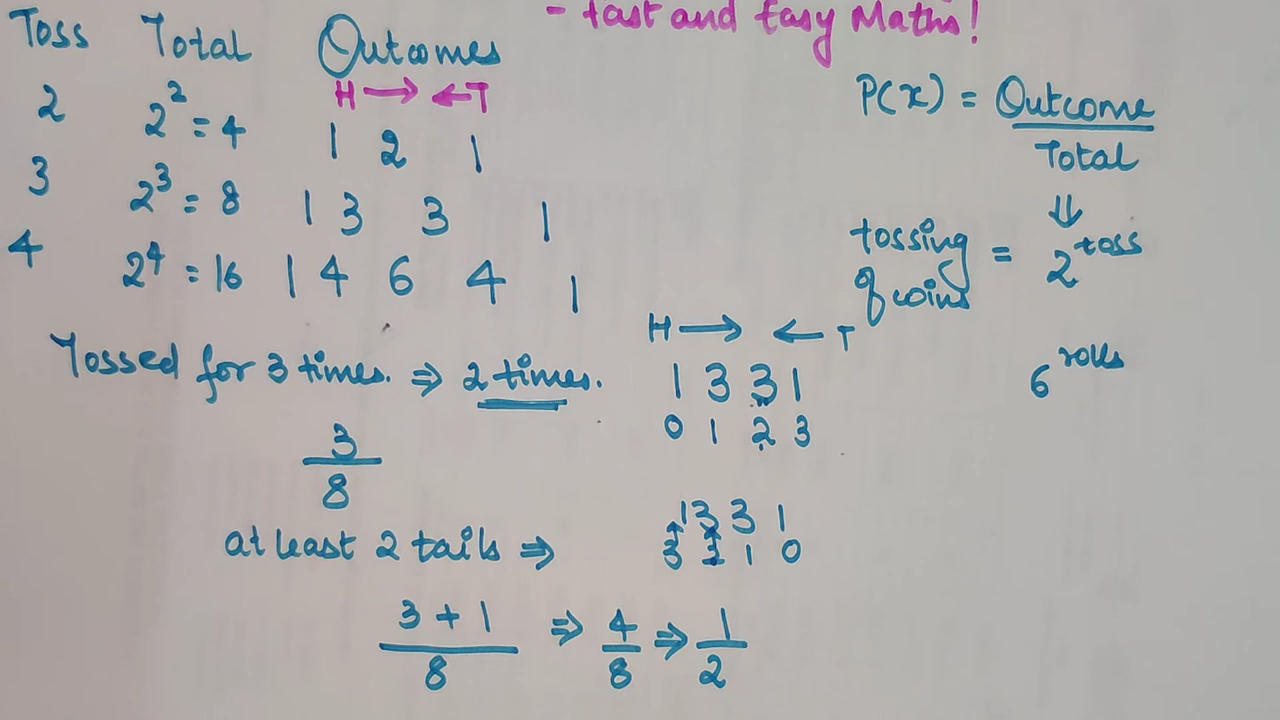 - fast and Easy Maths!
Toss Total Outcomes
H → ← T
2 2² = 4 1 2 1
3 2³ = 8 1 3 3 1
4 2⁴ = 16 1 4 6 4 1
P(x) = Outcome / Total
⇓
tossing of coins = 2^toss
6^rolls
Tossed for 3 times. ⇒ 2 times.
3/8
H → ← T
1 3 3 1
0 1 2 3
at least 2 tails ⇒
1 3 3 1
3 2 1 0
3 + 1 / 8 ⇒ 4/8 ⇒ 1/2